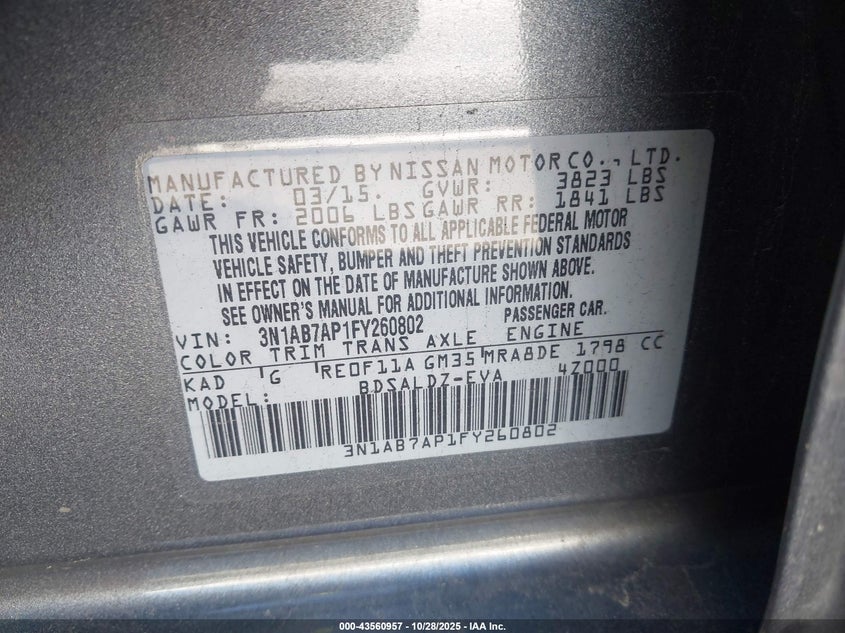 MANUFACTURED BY NISSAN MOTOR CO., LTD.
DATE: 03/15. GVWR: 3823 LBS
GAWR FR: 2006 LBS GAWR RR: 1841 LBS
THIS VEHICLE CONFORMS TO ALL APPLICABLE FEDERAL MOTOR
VEHICLE SAFETY, BUMPER AND THEFT PREVENTION STANDARDS
IN EFFECT ON THE DATE OF MANUFACTURE SHOWN ABOVE.
SEE OWNER'S MANUAL FOR ADDITIONAL INFORMATION.
VIN: 3N1AB7AP1FY260802 PASSENGER CAR.
COLOR TRIM TRANS AXLE ENGINE
KAD G RE0F11A GM35 MRA8DE 1798 CC
MODEL: BDSALDZ-EVA 4Z000
3N1AB7AP1FY260802
000-43560957 | 10/28/2025 - IAA Inc.